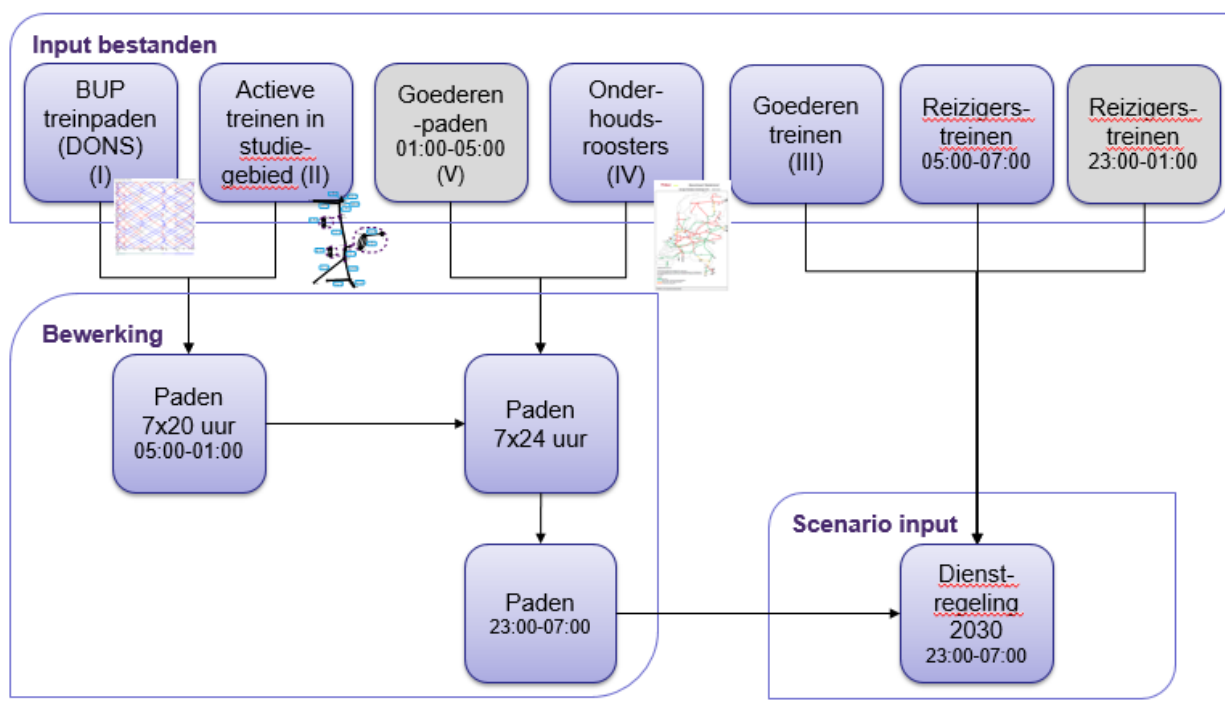 Input bestanden
BUP
treinpaden
(DONS)
(I)
Actieve
treinen in
studie-
gebied (II)
Goederen
-paden
01:00-05:00
(V)
Onder-
houds-
roosters
(IV)
Goederen
treinen
(III)
Reizigers-
treinen
05:00-07:00
Reizigers-
treinen
23:00-01:00
Bewerking
Paden
7x20 uur
05:00-01:00
Paden
7x24 uur
Paden
23:00-07:00
Scenario input
Dienst-
regeling
2030
23:00-07:00